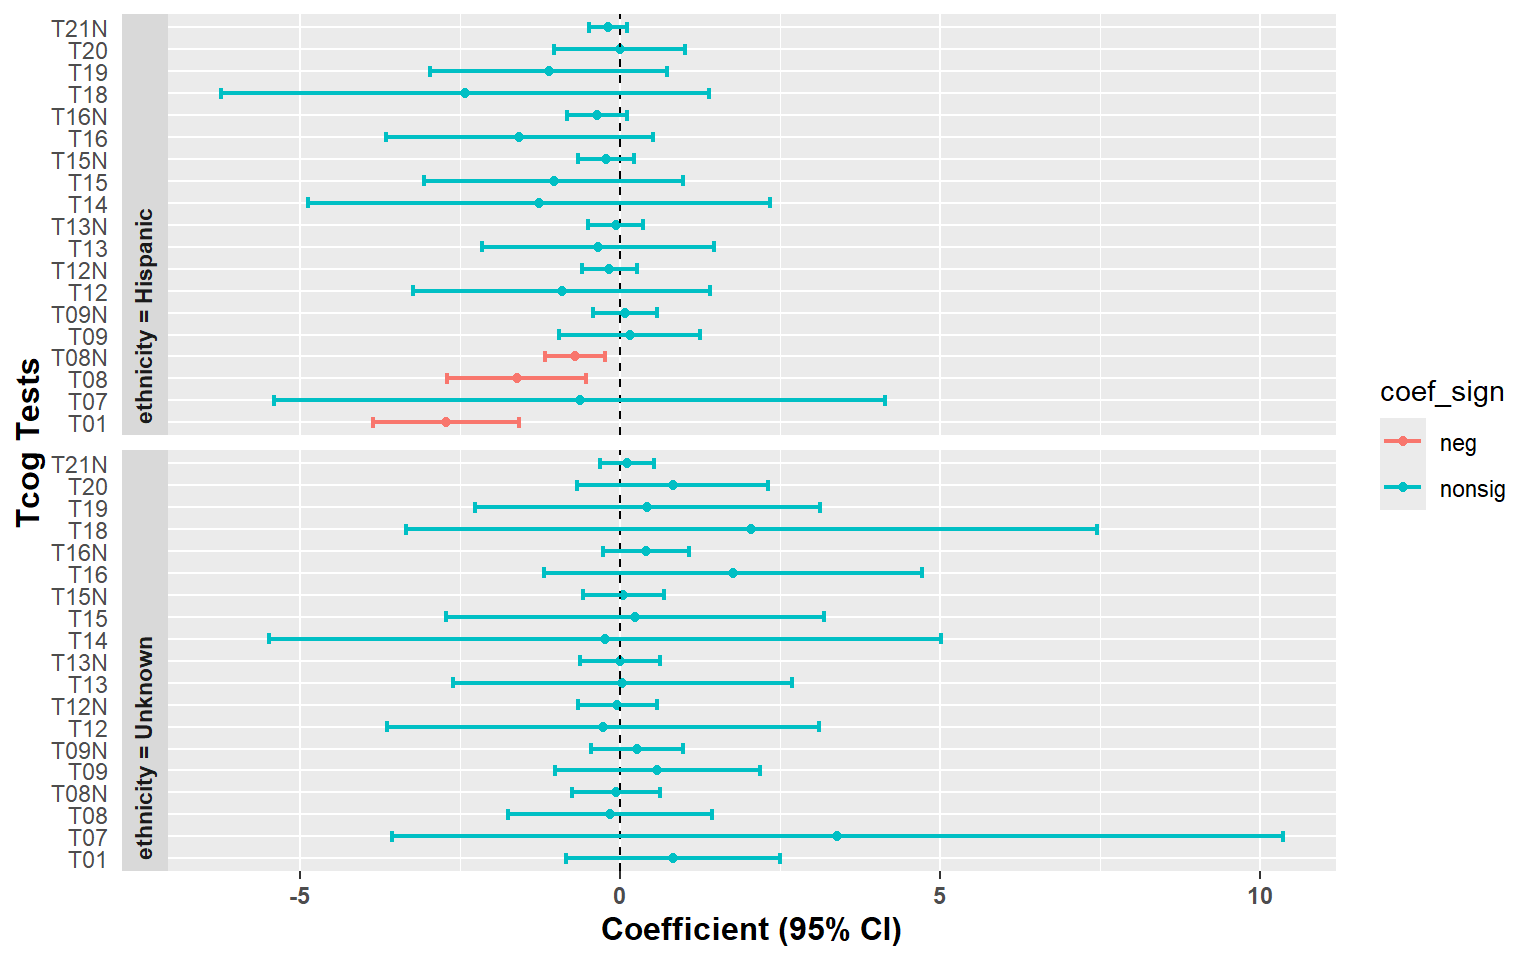 Tcog Tests
ethnicity = Hispanic
T21N
T20
T19
T18
T16N
T16
T15N
T15
T14
T13N
T13
T12N
T12
T09N
T09
T08N
T08
T07
T01
ethnicity = Unknown
T21N
T20
T19
T18
T16N
T16
T15N
T15
T14
T13N
T13
T12N
T12
T09N
T09
T08N
T08
T07
T01
-5 0 5 10
Coefficient (95% CI)
coef_sign
neg
nonsig